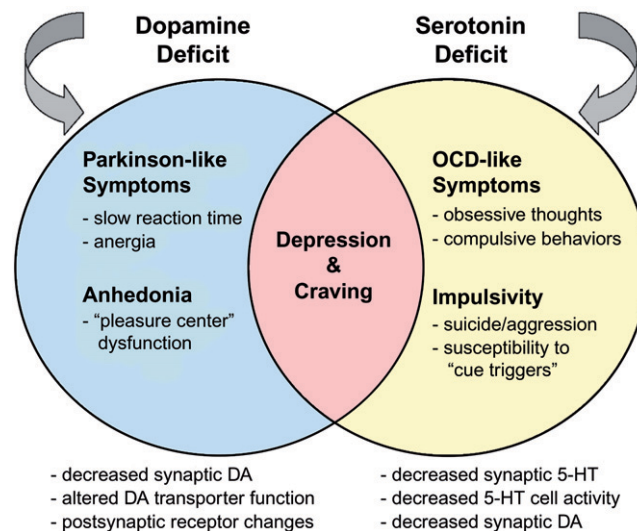 Dopamine
Deficit
Serotonin
Deficit
Parkinson-like
Symptoms
- slow reaction time
- anergia
Anhedonia
- “pleasure center”
dysfunction
Depression
&
Craving
OCD-like
Symptoms
- obsessive thoughts
- compulsive behaviors
Impulsivity
- suicide/aggression
- susceptibility to
“cue triggers”
- decreased synaptic DA
- altered DA transporter function
- postsynaptic receptor changes
- decreased synaptic 5-HT
- decreased 5-HT cell activity
- decreased synaptic DA